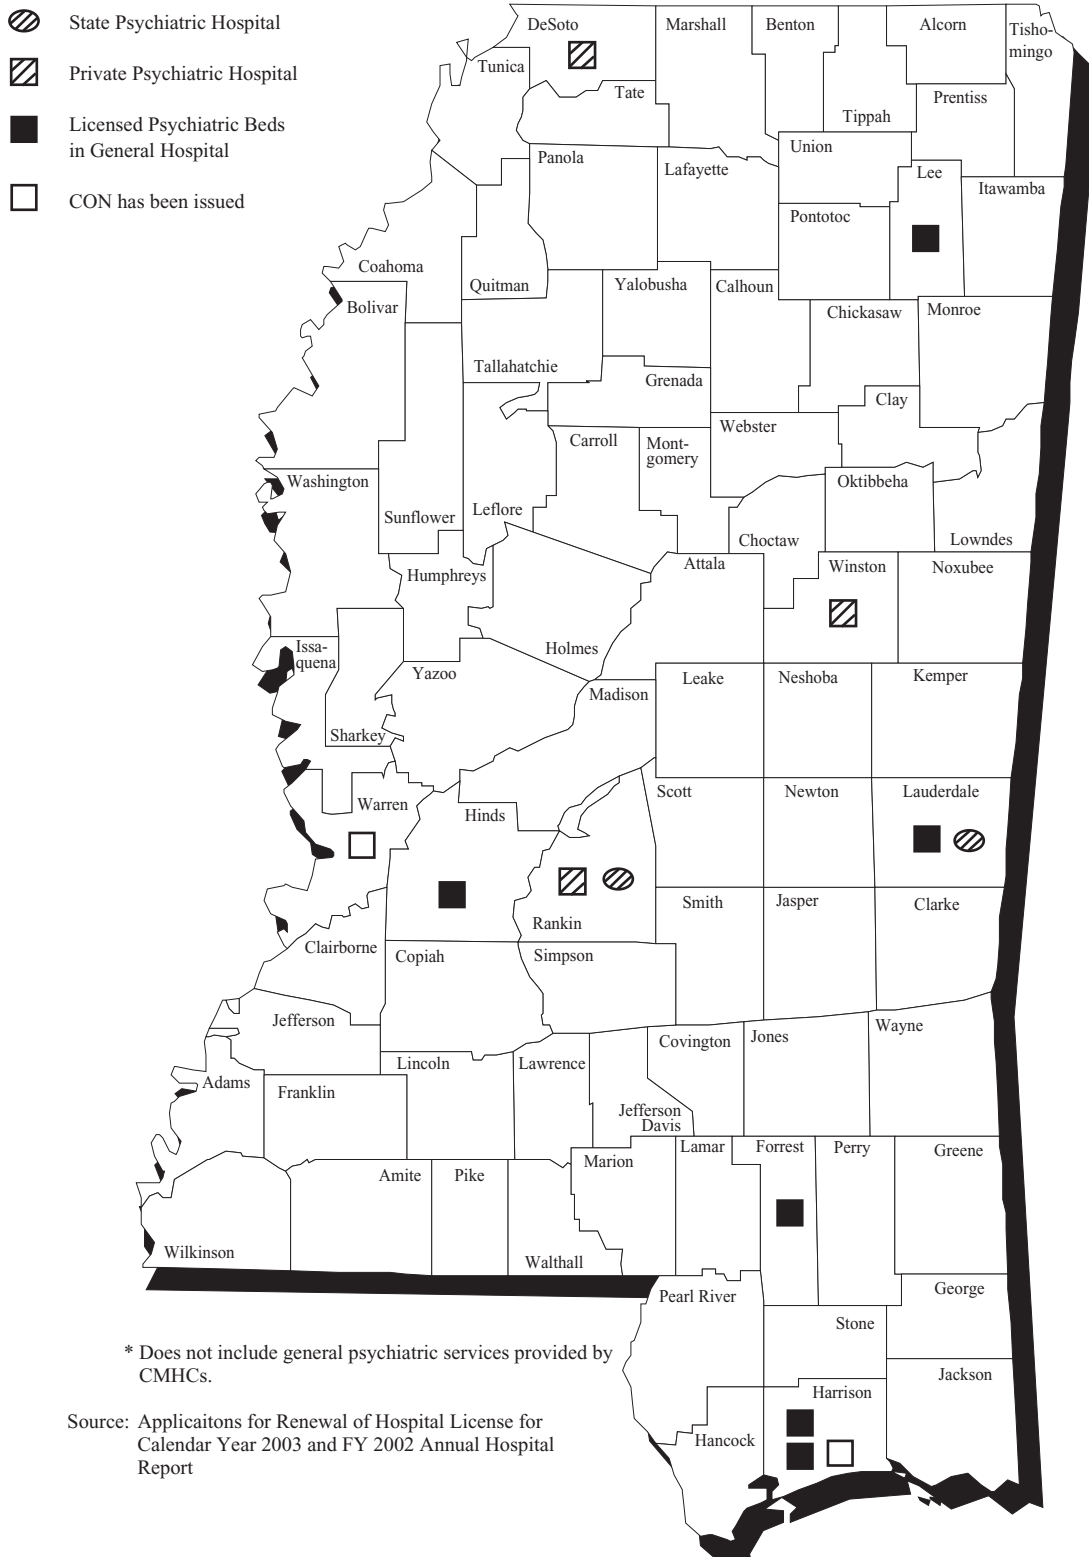 State Psychiatric Hospital
Private Psychiatric Hospital
Licensed Psychiatric Beds
in General Hospital
CON has been issued
DeSoto
Marshall
Benton
Alcorn
Tisho-
mingo
Tunica
Tate
Prentiss
Tippah
Union
Panola
Lafayette
Lee
Itawamba
Pontotoc
Coahoma
Quitman
Yalobusha
Calhoun
Bolivar
Chickasaw
Monroe
Tallahatchie
Grenada
Clay
Webster
Carroll
Mont-
gomery
Washington
Oktibbeha
Sunflower
Leflore
Choctaw
Lowndes
Attala
Winston
Noxubee
Humphreys
Holmes
Issa-
quena
Yazoo
Leake
Neshoba
Kemper
Madison
Sharkey
Scott
Newton
Lauderdale
Warren
Hinds
Rankin
Smith
Jasper
Clarke
Clairborne
Copiah
Simpson
Jefferson
Wayne
Covington
Jones
Lincoln
Lawrence
Adams
Franklin
Jefferson
Davis
Lamar
Forrest
Perry
Greene
Marion
Amite
Pike
Wilkinson
Walthall
George
Pearl River
Stone
Jackson
Harrison
Hancock
* Does not include general psychiatric services provided by
CMHCs.
Source: Applicaitons for Renewal of Hospital License for
Calendar Year 2003 and FY 2002 Annual Hospital
Report